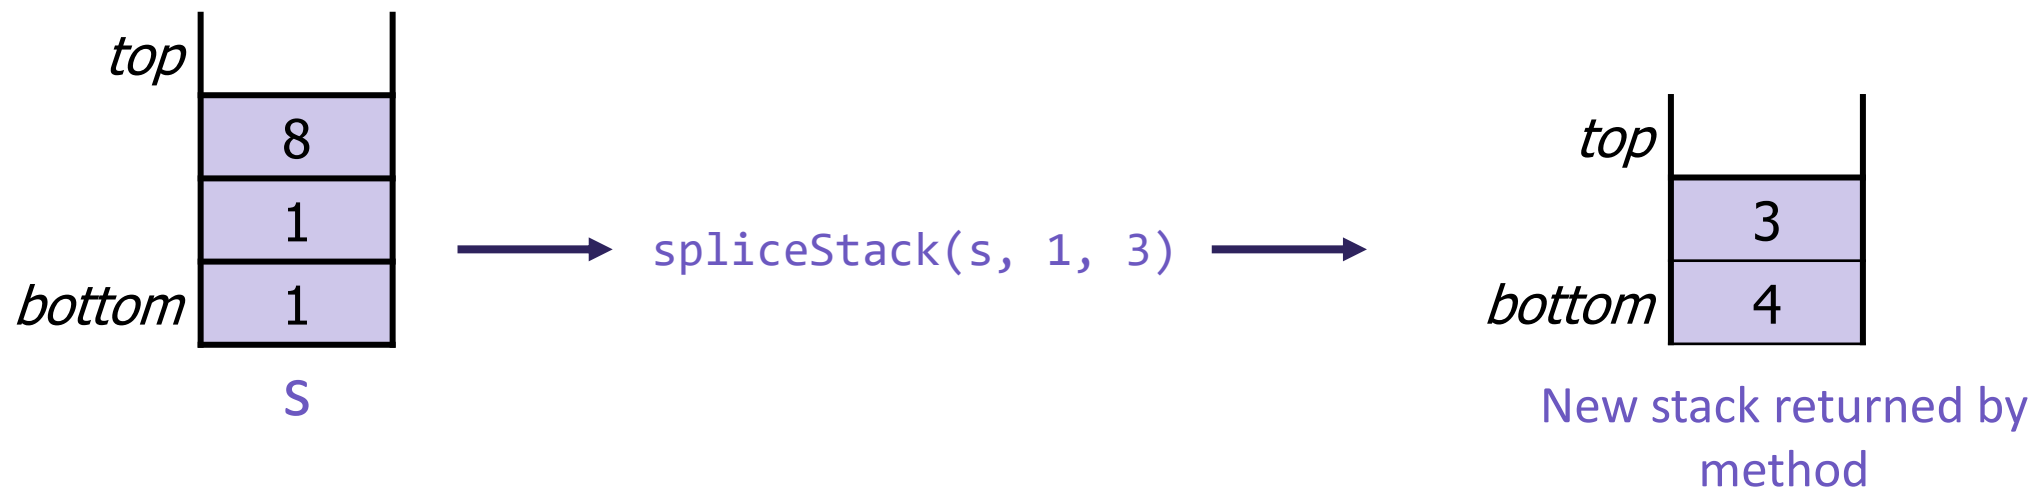 top
8
1
bottom
1
s
spliceStack(s, 1, 3)
top
3
bottom
4
New stack returned by
method